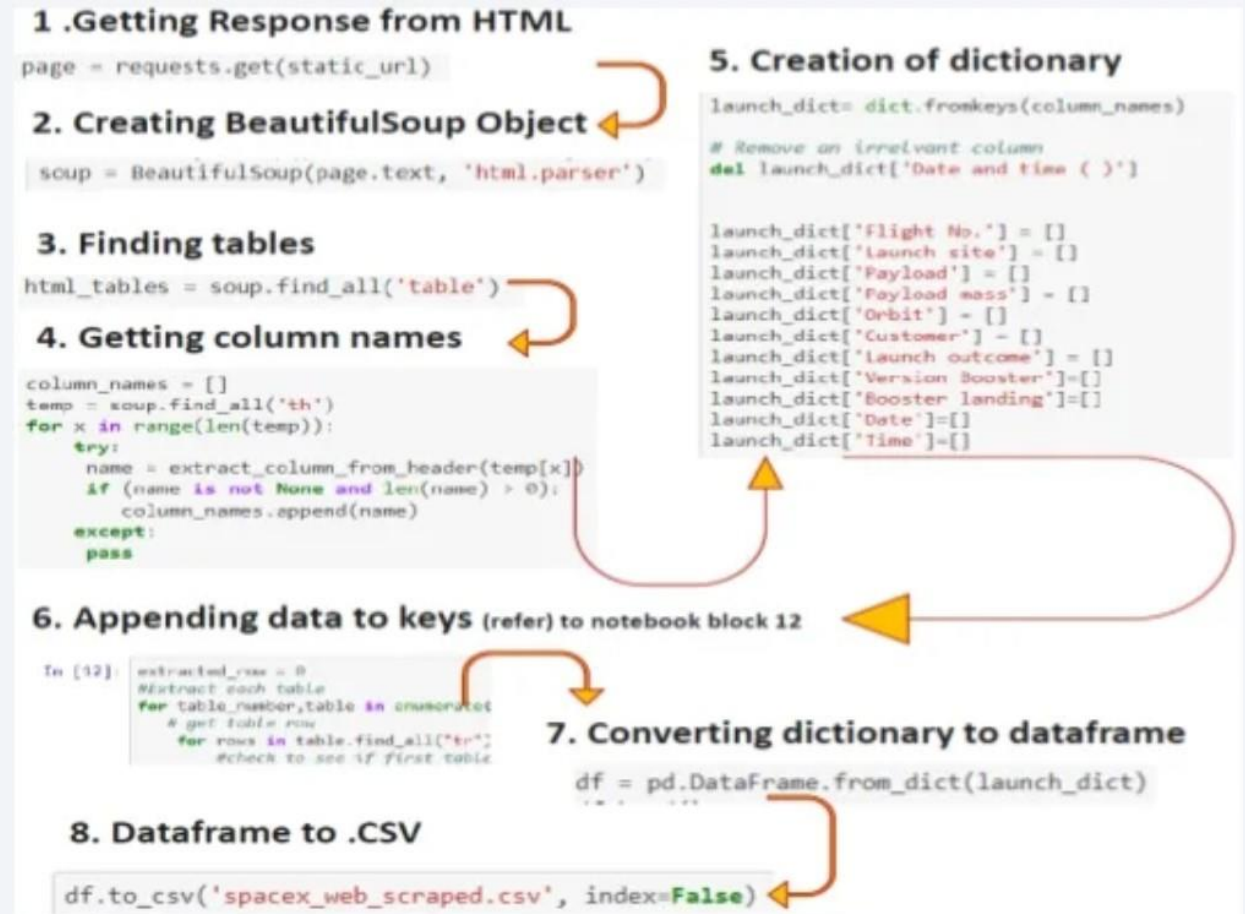 1 .Getting Response from HTML
page = requests.get(static_url)
2. Creating BeautifulSoup Object
soup = BeautifulSoup(page.text, 'html.parser')
3. Finding tables
html_tables = soup.find_all('table')
4. Getting column names
column_names = []
temp = soup.find_all('th')
for x in range(len(temp)):
try:
name = extract_column_from_header(temp[x])
if (name is not None and len(name) > 0):
column_names.append(name)
except:
pass
5. Creation of dictionary
launch_dict= dict.fromkeys(column_names)
# Remove an irrelvant column
del launch_dict['Date and time ( )']
launch_dict['Flight No.'] = []
launch_dict['Launch site'] = []
launch_dict['Payload'] = []
launch_dict['Payload mass'] = []
launch_dict['Orbit'] = []
launch_dict['Customer'] = []
launch_dict['Launch outcome'] = []
launch_dict['Version Booster']=[]
launch_dict['Booster landing']=[]
launch_dict['Date']=[]
launch_dict['Time']=[]
6. Appending data to keys (refer) to notebook block 12
In [12]: extracted_row = 0
#Extract each table
for table_number,table in enumerate(
# get table row
for rows in table.find_all("tr"
#check to see if first table
7. Converting dictionary to dataframe
df = pd.DataFrame.from_dict(launch_dict)
8. Dataframe to .CSV
df.to_csv('spacex_web_scraped.csv', index=False)